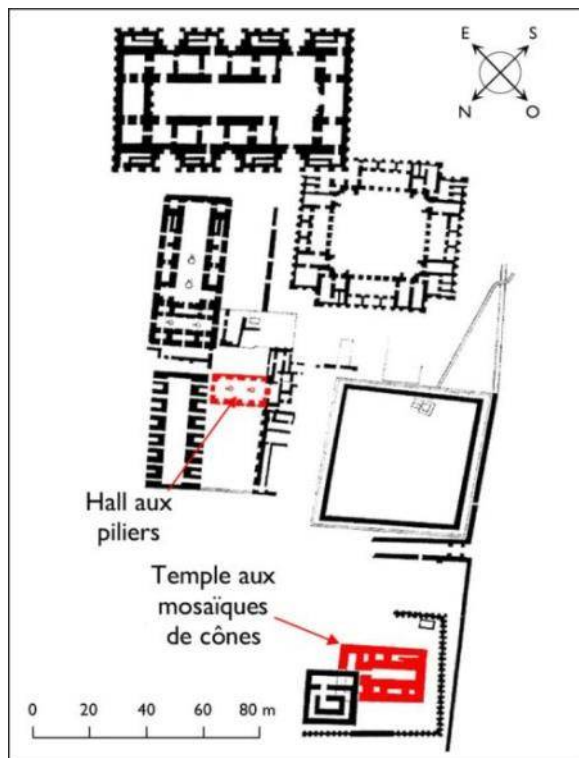 E S
N O
Hall aux
piliers
Temple aux
mosaïques
de cônes
0 20 40 60 80 m